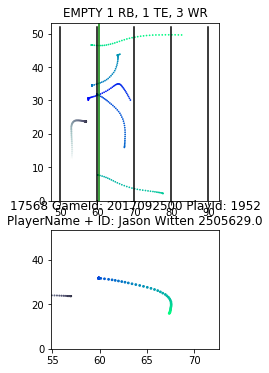 EMPTY 1 RB, 1 TE, 3 WR
50
40
30
20
10
0
50 60 70 80 90
17568 GameId: 2017092500 PlayId: 1952
PlayerName + ID: Jason Witten 2505629.0
40
20
0
55 60 65 70